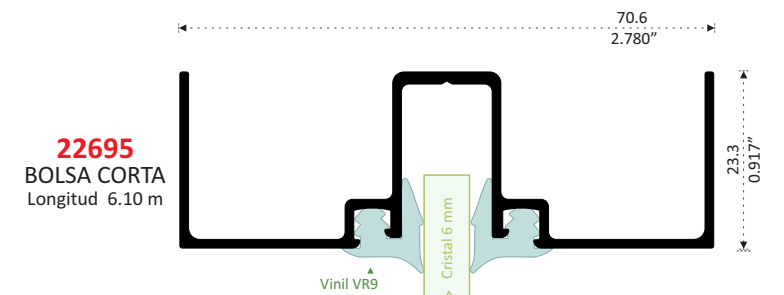 70.6
2.780”
22695
BOLSA CORTA
Longitud 6.10 m
23.3
0.917”
Cristal 6 mm
Vinil VR9